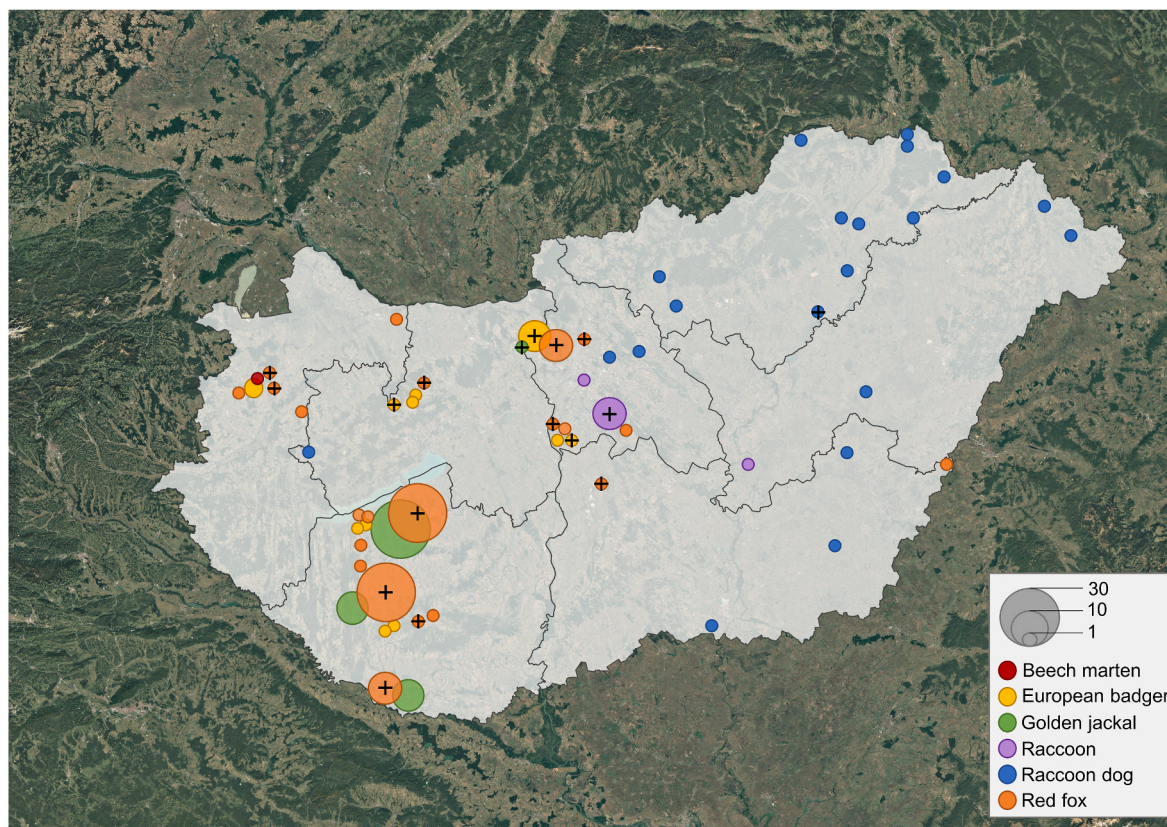 30
10
1
Beech marten
European badger
Golden jackal
Raccoon
Raccoon dog
Red fox